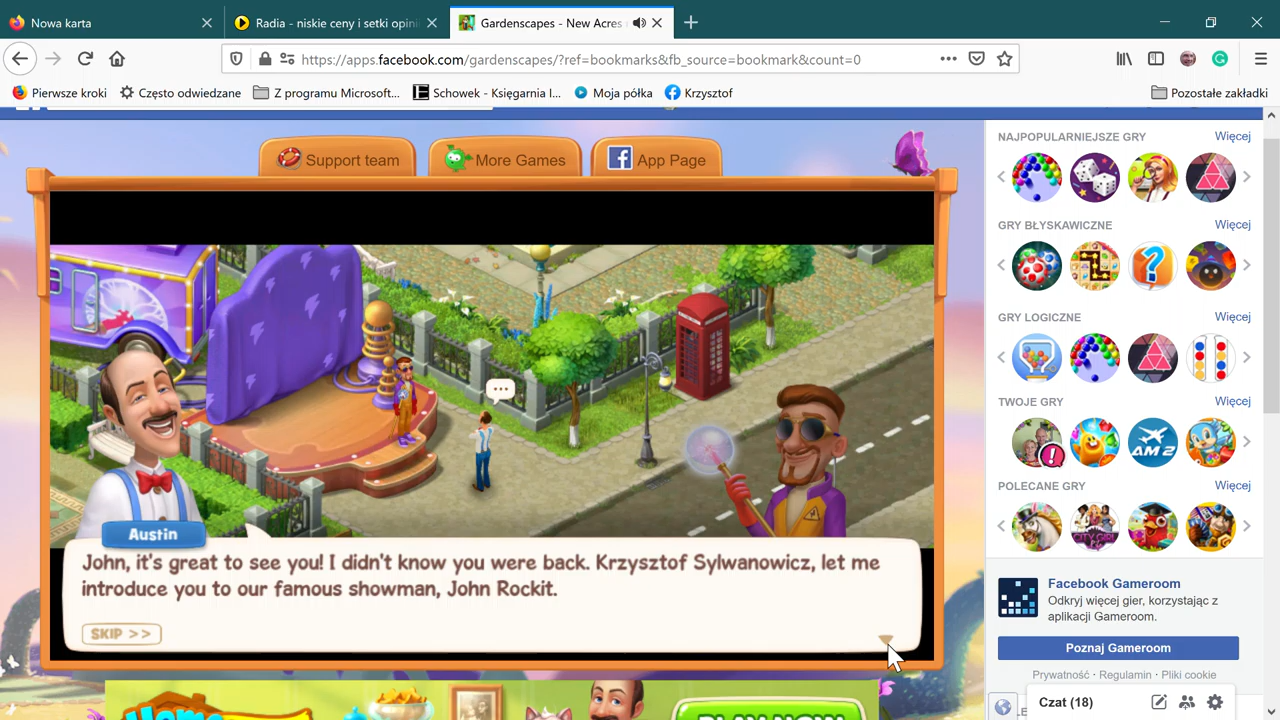 Nowa karta
Radia - niskie ceny i setki opini
Gardenscapes - New Acres
https://apps.facebook.com/gardenscapes/?ref=bookmarks&fb_source=bookmark&count=0
Pierwsze kroki
Często odwiedzane
Z programu Microsoft...
Schowek - Księgarnia I...
Moja półka
Krzysztof
Pozostałe zakładki
Support team
More Games
App Page
Austin
John, it's great to see you! I didn't know you were back. Krzysztof Sylwanowicz, let me
introduce you to our famous showman, John Rockit.
SKIP >>
PLAY NOW
NAJPOPULARNIEJSZE GRY
Więcej
GRY BŁYSKAWICZNE
Więcej
GRY LOGICZNE
Więcej
TWOJE GRY
Więcej
AM 2
POLECANE GRY
Więcej
CITY GIRL
Facebook Gameroom
Odkryj więcej gier, korzystając z
aplikacji Gameroom.
Poznaj Gameroom
Prywatność · Regulamin · Pliki cookie
Czat (18)